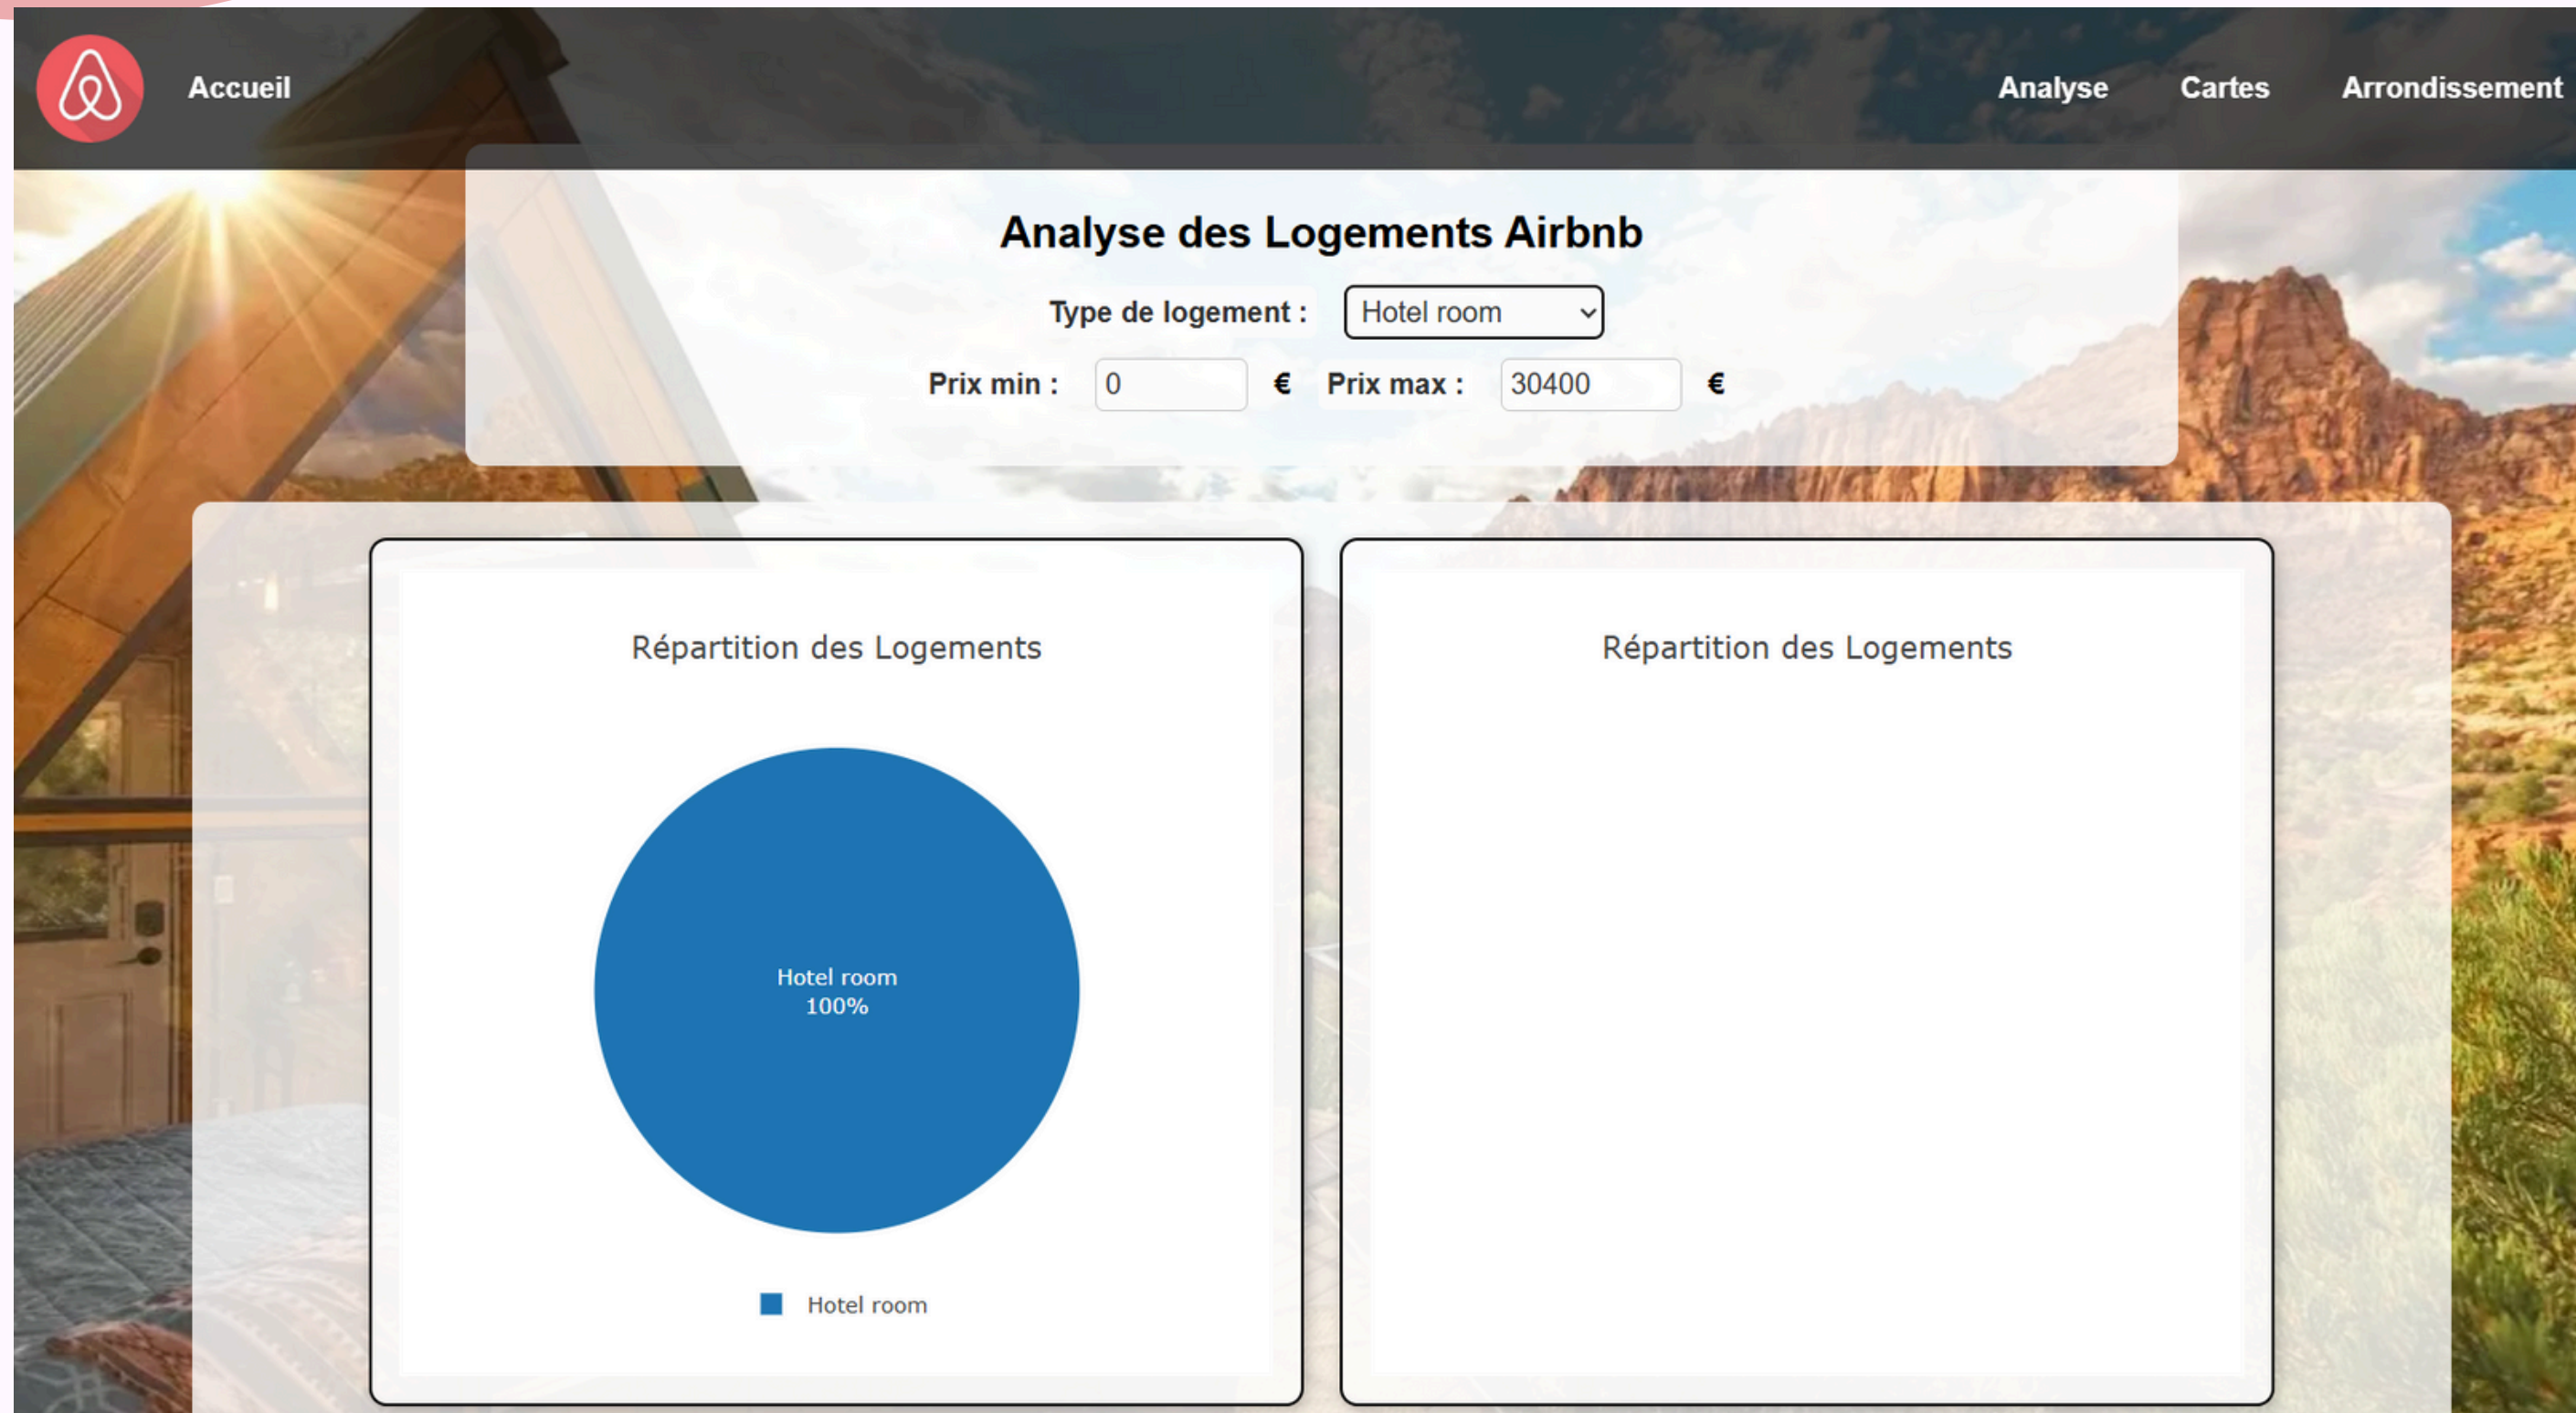 Accueil Analyse Cartes Arrondissement
Analyse des Logements Airbnb
Type de logement : Hotel room
Prix min : 0 € Prix max : 30400 €
Répartition des Logements
Hotel room
100%
Hotel room
Répartition des Logements